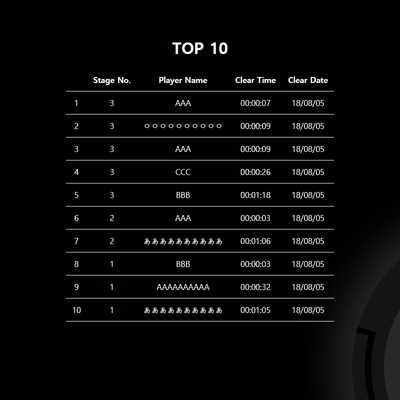 TOP 10
Stage No. Player Name Clear Time Clear Date
1 3 AAA 00:00:07 18/08/05
2 3 ㅇㅇㅇㅇㅇㅇㅇㅇㅇㅇ 00:00:09 18/08/05
3 3 AAA 00:00:09 18/08/05
4 3 CCC 00:00:26 18/08/05
5 3 BBB 00:01:18 18/08/05
6 2 AAA 00:00:03 18/08/05
7 2 ああああああああああ 00:01:06 18/08/05
8 1 BBB 00:00:03 18/08/05
9 1 AAAAAAAAAA 00:00:32 18/08/05
10 1 ああああああああああ 00:01:05 18/08/05